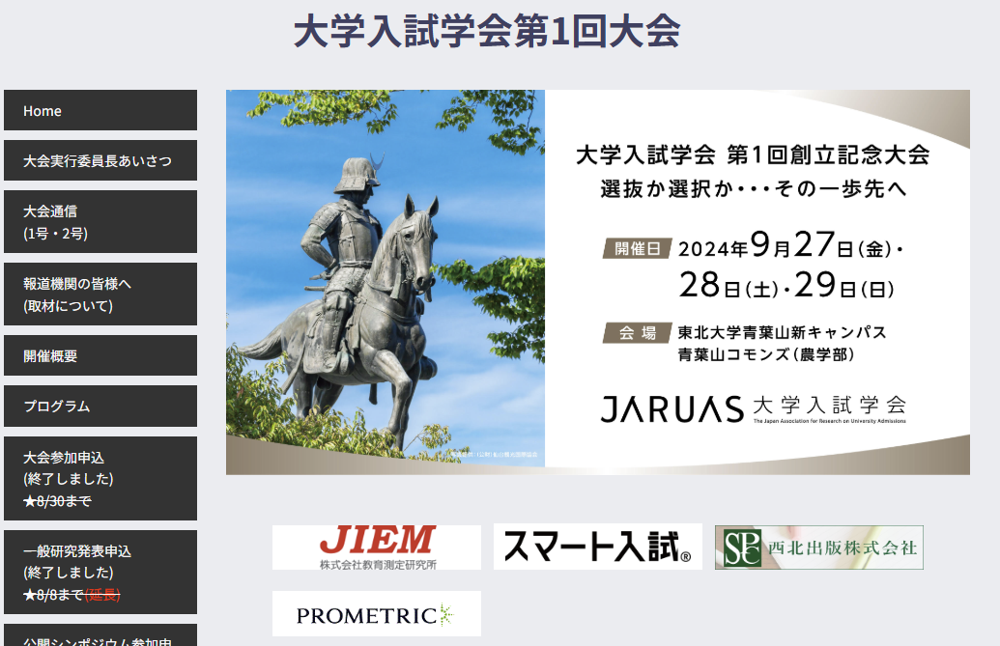 大学入試学会第1回大会
Home
大会実行委員長あいさつ
大会通信
(1号・2号)
報道機関の皆様へ
(取材について)
開催概要
プログラム
大会参加申込
(終了しました)
★8/30まで
一般研究発表申込
(終了しました)
★8/8まで(延長)
公開シンポジウム参加申
大学入試学会 第1回創立記念大会
選抜か選択か・・・その一歩先へ
開催日 2024年9月27日(金)・
28日(土)・29日(日)
会場 東北大学青葉山新キャンパス
青葉山コモンズ(農学部)
JARUAS 大学入試学会
The Japan Association for Research on University Admissions
JIEM
株式会社教育測定研究所
スマート入試®
SPC 西北出版株式会社
PROMETRIC